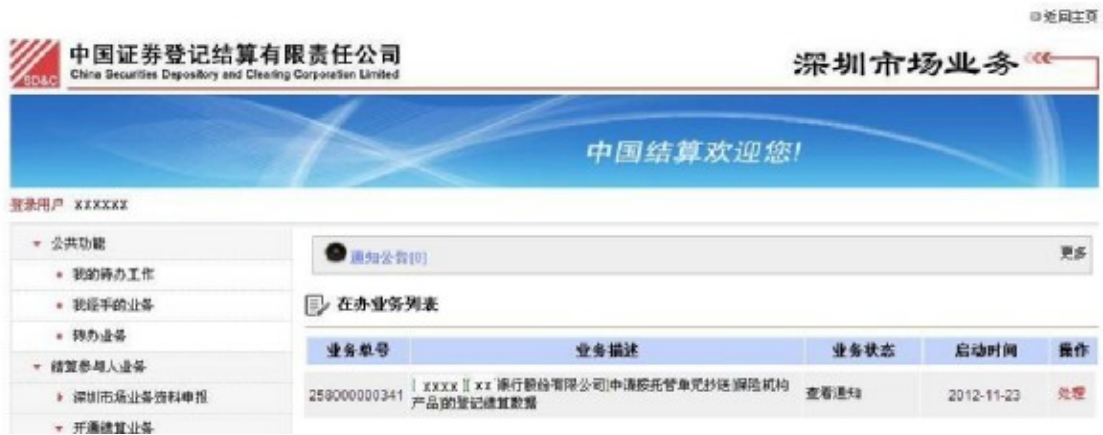 返回主页
中国证券登记结算有限责任公司
China Securities Depository and Clearing Corporation Limited
SD&C
深圳市场业务
中国结算欢迎您!
登录用户 xxxxxx
公共功能
我的待办工作
我经手的业务
转办业务
结算参与人业务
深圳市场业务资料申报
开通结算业务
通知公告[0]
更多
在办业务列表
业务单号 业务描述 业务状态 启动时间 操作
258000000341 [ xxxx ][ xx 银行股份有限公司]申请按托管单元抄送[保险机构
产品]的登记结算数据
查看通知 2012-11-23 处理